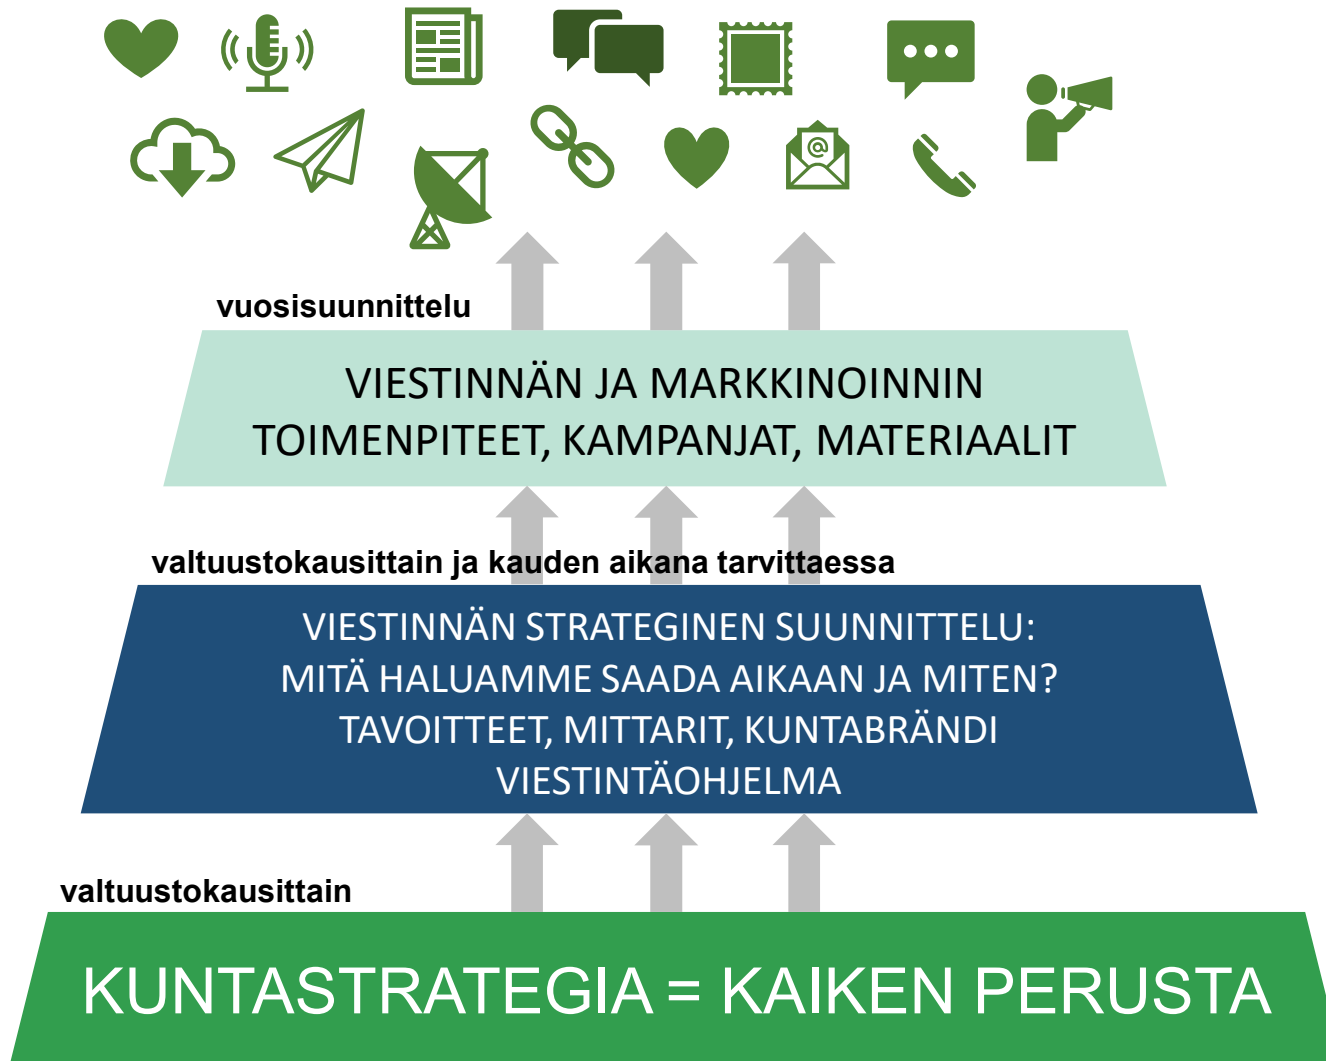 @
vuosisuunnittelu
VIESTINNÄN JA MARKKINOINNIN
TOIMENPITEET, KAMPANJAT, MATERIAALIT
valtuustokausittain ja kauden aikana tarvittaessa
VIESTINNÄN STRATEGINEN SUUNNITTELU:
MITÄ HALUAMME SAADA AIKAAN JA MITEN?
TAVOITTEET, MITTARIT, KUNTABRÄNDI
VIESTINTÄOHJELMA
valtuustokausittain
KUNTASTRATEGIA = KAIKEN PERUSTA